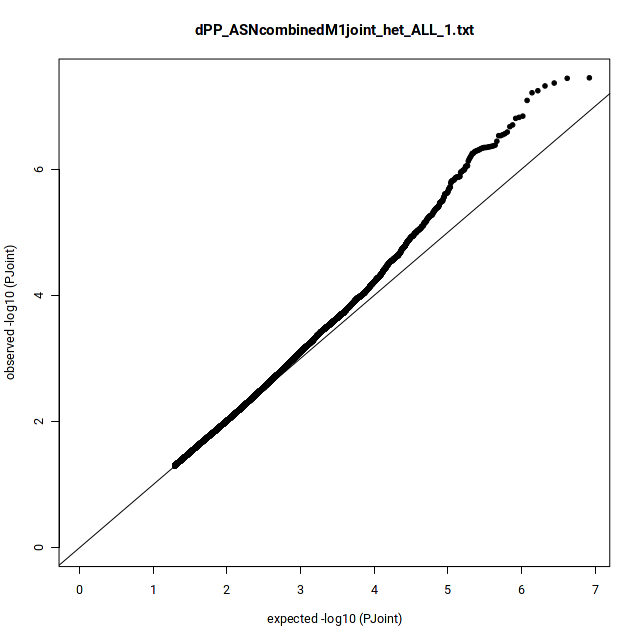 dPP_ASNcombinedM1joint_het_ALL_1.txt
observed -log10 (PJoint)
6
4
2
0
0 1 2 3 4 5 6 7
expected -log10 (PJoint)